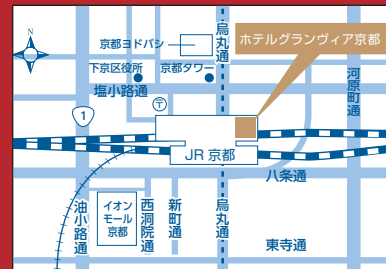 N
京都ヨドバシ
烏丸通
ホテルグランヴィア京都
下京区役所
京都タワー
塩小路通
河原町通
〒
1
JR 京都
八条通
油小路通
イオン
モール
京都
西洞院通
新町通
烏丸通
東寺通